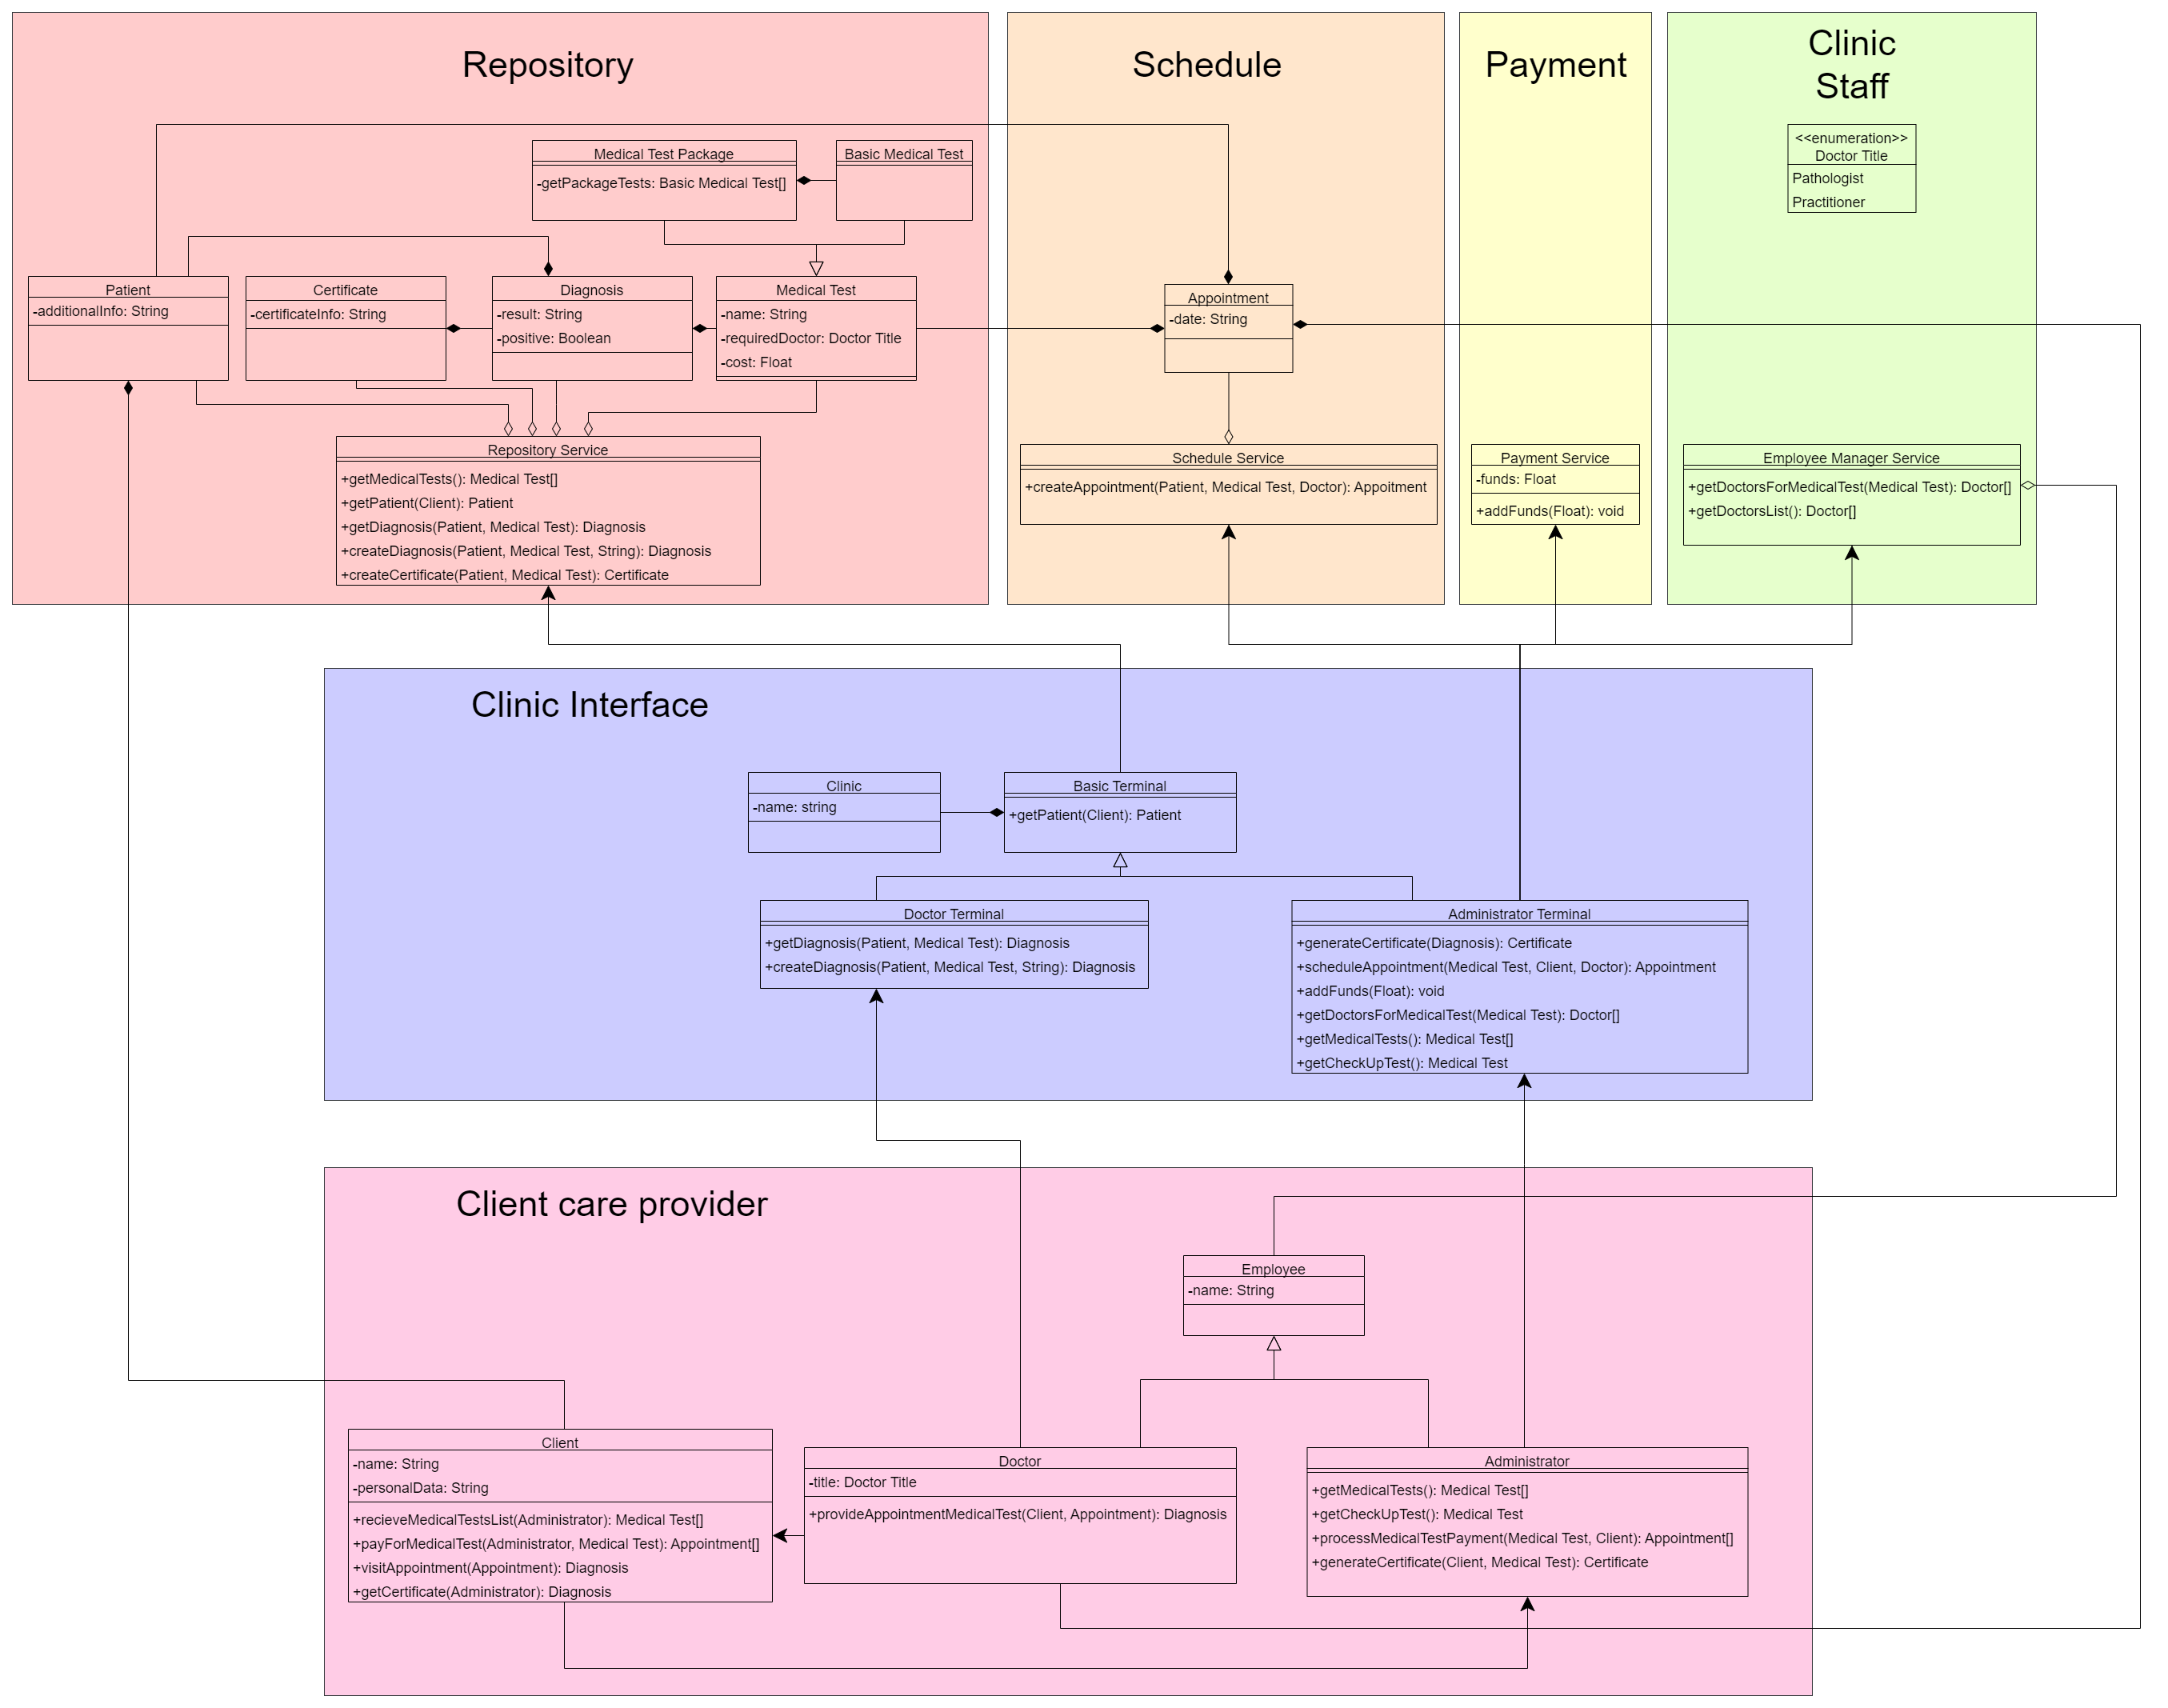 Repository
Schedule
Payment
Clinic
Staff
<<enumeration>>
Doctor Title
Pathologist
Practitioner
Medical Test Package
-getPackageTests: Basic Medical Test[]
Basic Medical Test
Patient
-additionalInfo: String
Certificate
-certificateInfo: String
Diagnosis
-result: String
-positive: Boolean
Medical Test
-name: String
-requiredDoctor: Doctor Title
-cost: Float
Appointment
-date: String
Repository Service
+getMedicalTests(): Medical Test[]
+getPatient(Client): Patient
+getDiagnosis(Patient, Medical Test): Diagnosis
+createDiagnosis(Patient, Medical Test, String): Diagnosis
+createCertificate(Patient, Medical Test): Certificate
Schedule Service
+createAppointment(Patient, Medical Test, Doctor): Appoitment
Payment Service
-funds: Float
+addFunds(Float): void
Employee Manager Service
+getDoctorsForMedicalTest(Medical Test): Doctor[]
+getDoctorsList(): Doctor[]
Clinic Interface
Clinic
-name: string
Basic Terminal
+getPatient(Client): Patient
Doctor Terminal
+getDiagnosis(Patient, Medical Test): Diagnosis
+createDiagnosis(Patient, Medical Test, String): Diagnosis
Administrator Terminal
+generateCertificate(Diagnosis): Certificate
+scheduleAppointment(Medical Test, Client, Doctor): Appointment
+addFunds(Float): void
+getDoctorsForMedicalTest(Medical Test): Doctor[]
+getMedicalTests(): Medical Test[]
+getCheckUpTest(): Medical Test
Client care provider
Employee
-name: String
Client
-name: String
-personalData: String
+recieveMedicalTestsList(Administrator): Medical Test[]
+payForMedicalTest(Administrator, Medical Test): Appointment[]
+visitAppointment(Appointment): Diagnosis
+getCertificate(Administrator): Diagnosis
Doctor
-title: Doctor Title
+provideAppointmentMedicalTest(Client, Appointment): Diagnosis
Administrator
+getMedicalTests(): Medical Test[]
+getCheckUpTest(): Medical Test
+processMedicalTestPayment(Medical Test, Client): Appointment[]
+generateCertificate(Client, Medical Test): Certificate